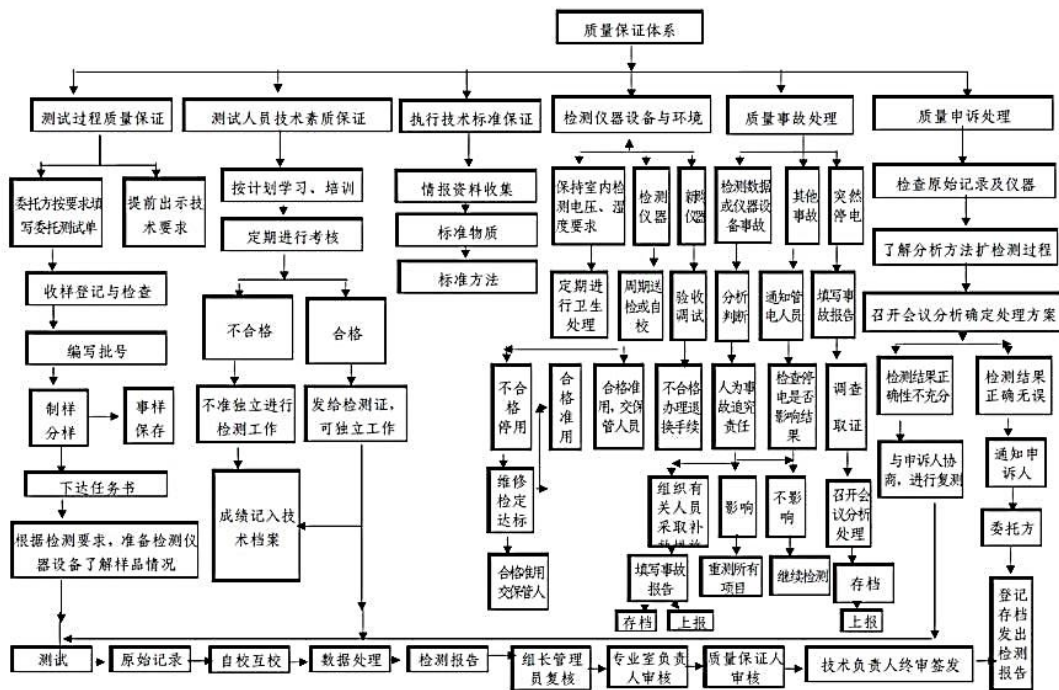 质量保证体系
测试过程质量保证
测试人员技术素质保证
执行技术标准保证
检测仪器设备与环境
质量事故处理
质量申诉处理
委托方按要求填
写委托测试单
提前出示技
术要求
按计划学习、培训
定期进行考核
情报资料收集
标准物质
标准方法
保持室内检
测电压、湿
度要求
检测
仪器
仪器
检测数据
或仪器设
备事故
其他
事故
突然
停电
检查原始记录及仪器
了解分析方法扩检测过程
召开会议分析确定处理方案
收样登记与检查
编写批号
制样
分样
事样
保存
下达任务书
根据检测要求，准备检测仪
器设备了解样品情况
不合格
合格
不准独立进行
检测工作
发给检测证，
可独立工作
成绩记入技
术档案
定期进
行卫生
处理
周期送
检或自
校
验收
调试
分析
判断
通知管
电人员
填写事
故报告
不合格
停用
合格准用
合格准
用，交保
管人员
不合格
办理退
换手续
人为事
故追究
责任
检查停
电是否
影响结
果
调查
取证
检测结果正
确性不充分
检测结果
正确无误
维修
检定
达标
合格准用
交保管人
组织有
关人员
采取补
影响
不影
响
召开会
议分析
处理
与申诉人协
商，进行复测
通知申
诉人
委托方
填写事故
报告
重测所有
项目
继续检测
存档
存档
上报
上报
登记
存档
发出
检测
报告
测试
原始记录
自校互校
数据处理
检测报告
组长管理
员复核
专业室负责
人审核
质量保证人
审核
技术负责人终审签发